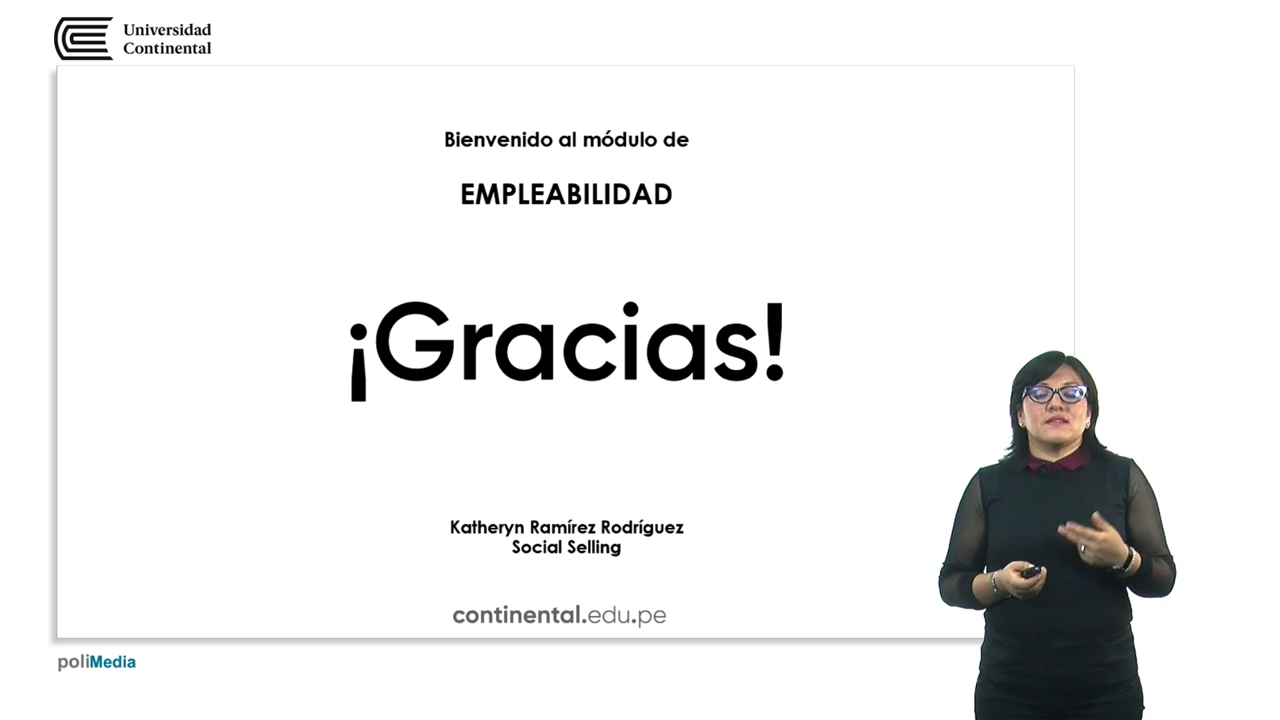 Universidad
Continental
Bienvenido al módulo de
EMPLEABILIDAD
¡Gracias!
Katheryn Ramírez Rodríguez
Social Selling
continental.edu.pe
poliMedia